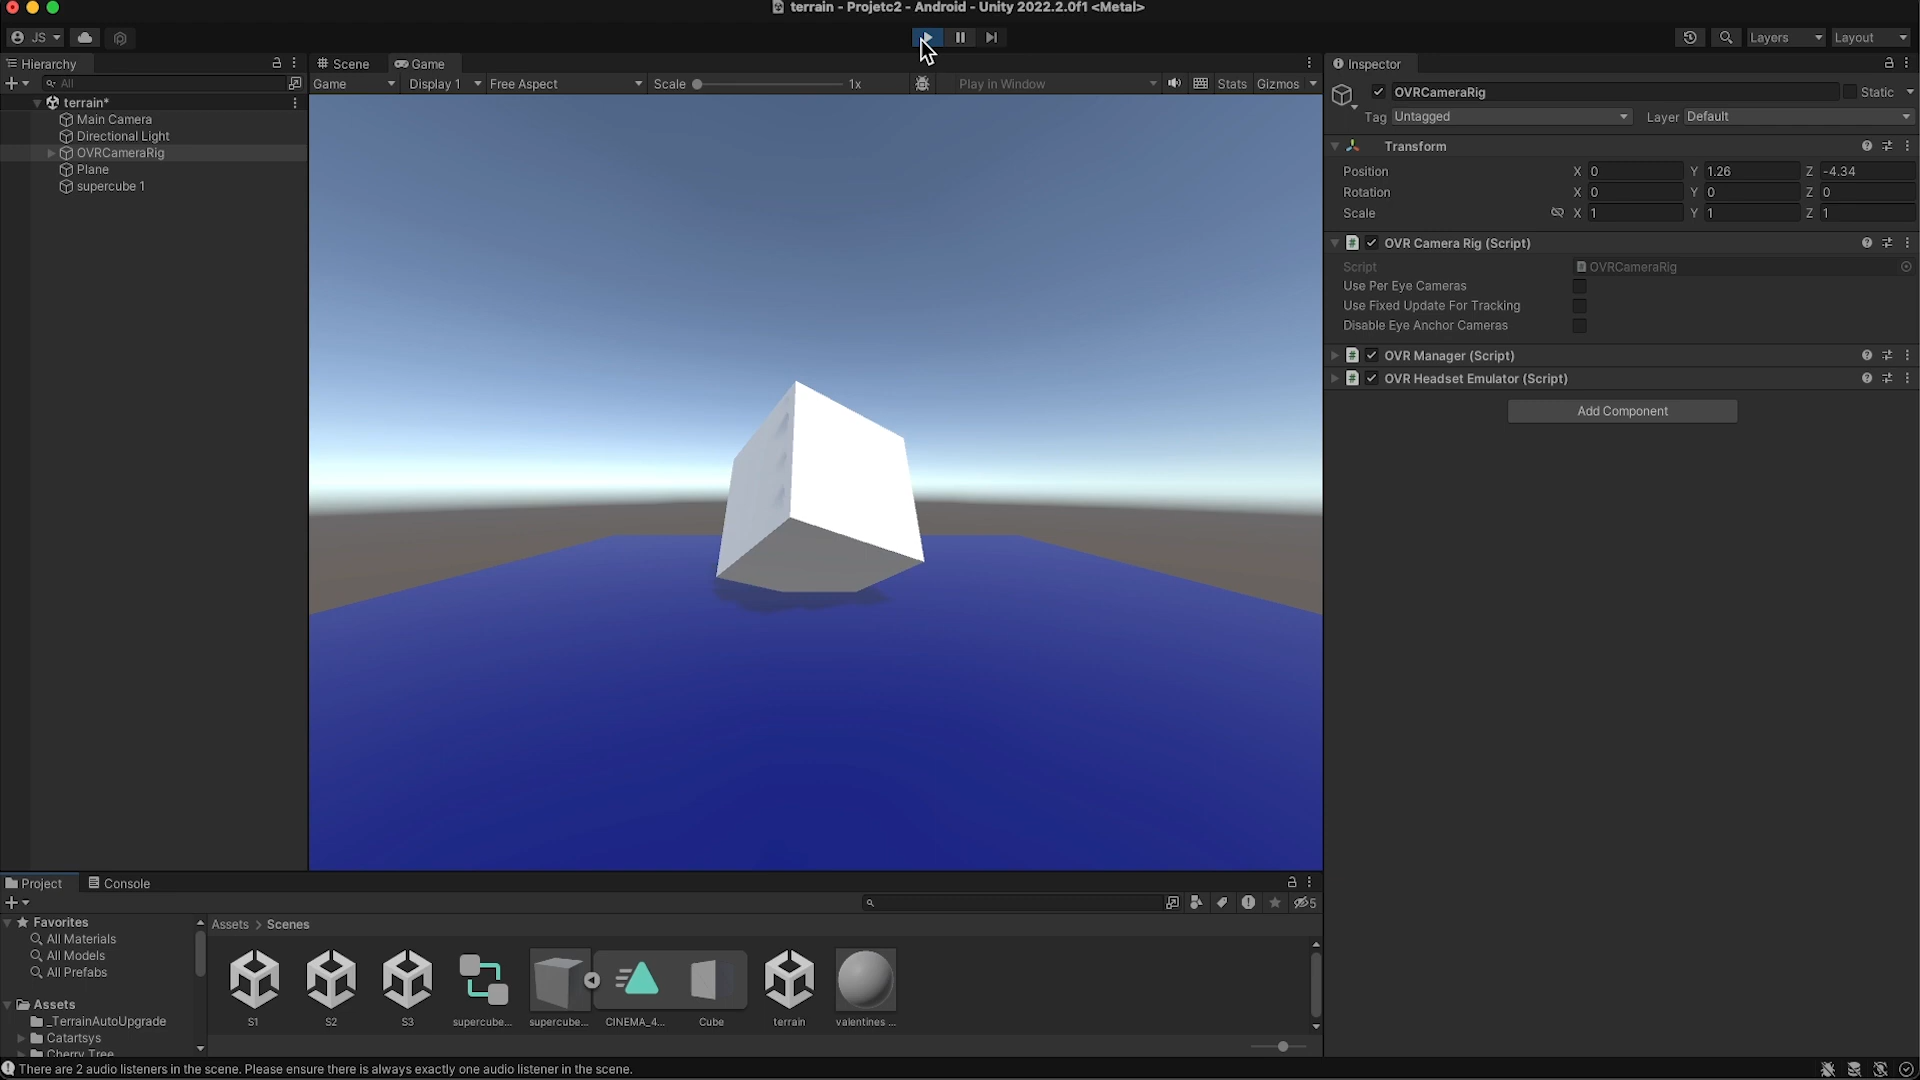 terrain - Projetc2 - Android - Unity 2022.2.0f1 <Metal>
JS
Layers
Layout
Hierarchy
Scene
Game
Inspector
All
Game
Display 1
Free Aspect
Scale
1x
Play in Window
Stats
Gizmos
OVRCameraRig
Static
terrain*
Main Camera
Directional Light
OVRCameraRig
Plane
supercube 1
Tag
Untagged
Layer
Default
Transform
Position
X 0
Y 1.26
Z -4.34
Rotation
X 0
Y 0
Z 0
Scale
X 1
Y 1
Z 1
# OVR Camera Rig (Script)
Script
OVRCameraRig
Use Per Eye Cameras
Use Fixed Update For Tracking
Disable Eye Anchor Cameras
# OVR Manager (Script)
# OVR Headset Emulator (Script)
Add Component
Project
Console
5
Favorites
All Materials
All Models
All Prefabs
Assets
_TerrainAutoUpgrade
Catartsys
Cherry Tree
Assets > Scenes
S1
S2
S3
supercube...
supercube...
CINEMA_4...
Cube
terrain
valentines ...
There are 2 audio listeners in the scene. Please ensure there is always exactly one audio listener in the scene.